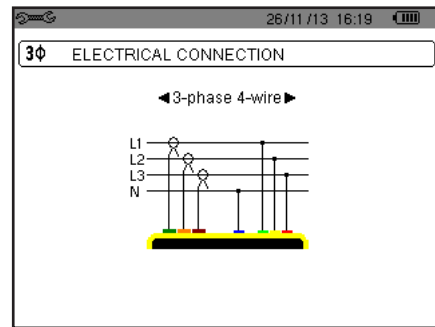 26/11/13 16:19
3Φ ELECTRICAL CONNECTION
◄3-phase 4-wire►
L1
L2
L3
N